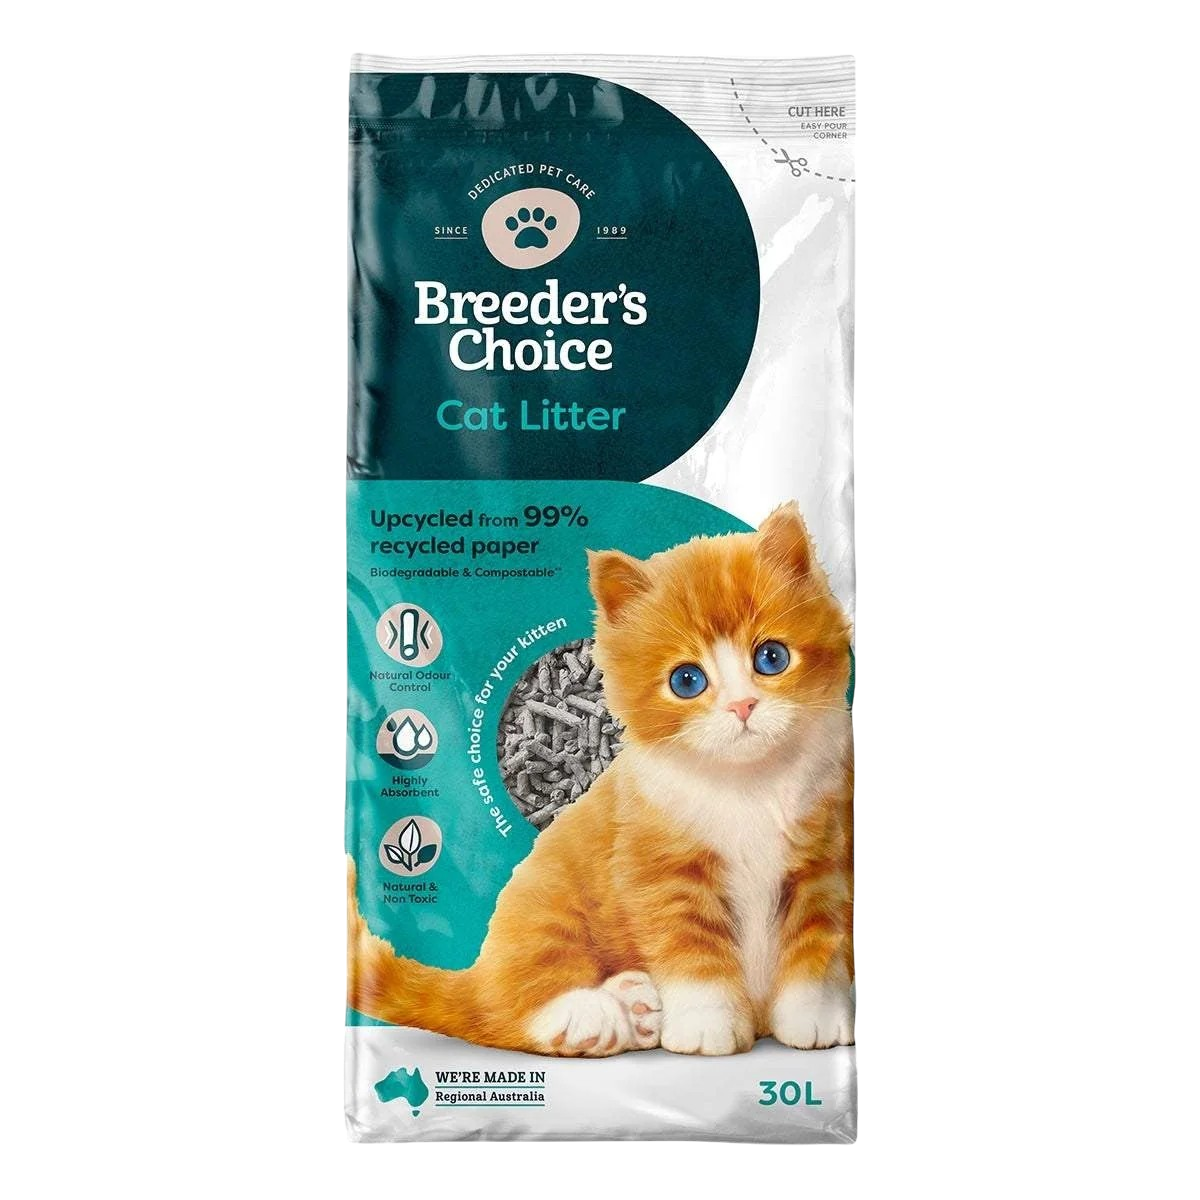 CUT HERE
EASY POUR
CORNER
DEDICATED PET CARE
SINCE 1989
Breeder's
Choice
Cat Litter
Upcycled from 99%
recycled paper
Biodegradable & Compostable
The safe choice for your kitten
Natural Odour
Control
Highly
Absorbent
Natural &
Non Toxic
WE'RE MADE IN
Regional Australia
30L